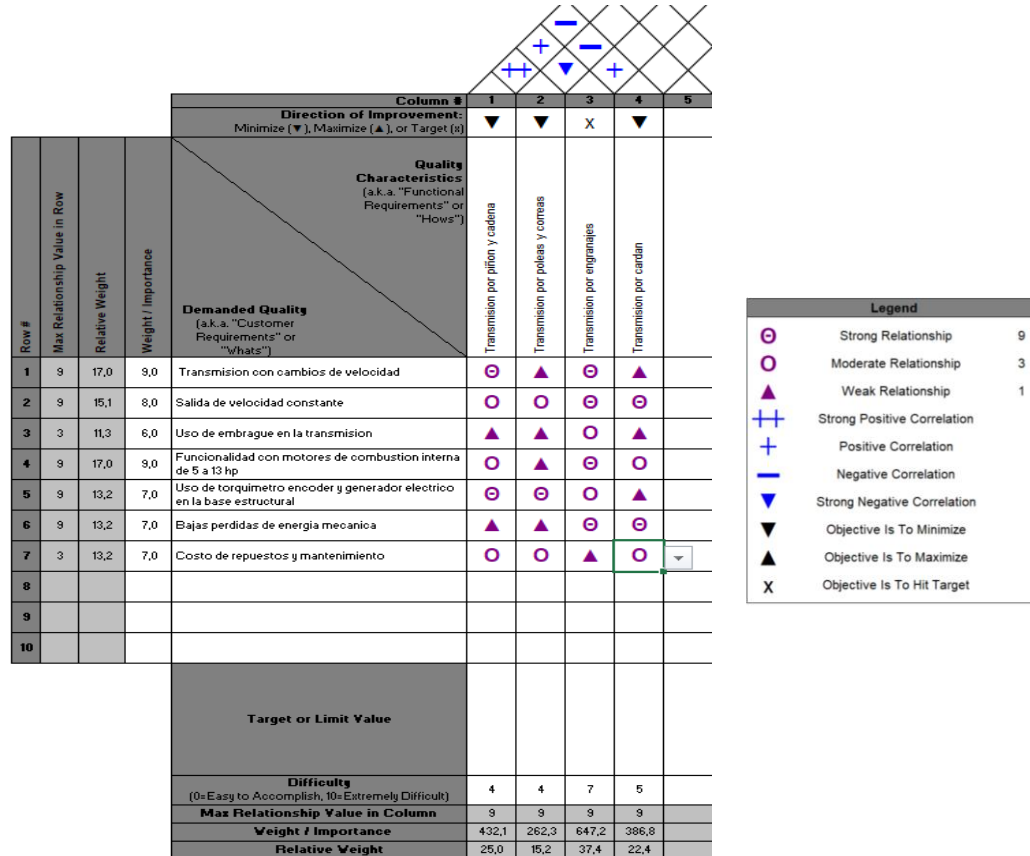 Column # 1 2 3 4 5
Direction of Improvement:
Minimize (▼), Maximize (▲), or Target (x) ▼ ▼ X ▼
Row #
Max Relationship Value in Row
Relative Weight
Weight / Importance
Quality
Characteristics
(a.k.a. "Functional
Requirements" or
"Hows")
Demanded Quality
(a.k.a. "Customer
Requirements" or
"Whats")
Transmision por piñon y cadena
Transmision por poleas y correas
Transmision por engranajes
Transmision por cardan
1 9 17,0 9,0 Transmision con cambios de velocidad Θ ▲ Θ ▲
2 9 15,1 8,0 Salida de velocidad constante Ο Ο Θ Θ
3 3 11,3 6,0 Uso de embrague en la transmision ▲ ▲ Ο ▲
4 9 17,0 9,0 Funcionalidad con motores de combustion interna
de 5 a 13 hp Ο ▲ Θ Ο
5 9 13,2 7,0 Uso de torquimetro encoder y generador electrico
en la base estructural Θ Θ Ο ▲
6 9 13,2 7,0 Bajas perdidas de energia mecanica ▲ ▲ Θ Θ
7 3 13,2 7,0 Costo de repuestos y mantenimiento Ο Ο ▲ Ο
8
9
10
Target or Limit Value
Difficulty
(0=Easy to Accomplish, 10=Extremely Difficult) 4 4 7 5
Max Relationship Value in Column 9 9 9 9
Weight / Importance 432,1 262,3 647,2 386,8
Relative Weight 25,0 15,2 37,4 22,4
Legend
Θ Strong Relationship 9
Ο Moderate Relationship 3
▲ Weak Relationship 1
++ Strong Positive Correlation
+ Positive Correlation
− Negative Correlation
▼ Strong Negative Correlation
▼ Objective Is To Minimize
▲ Objective Is To Maximize
X Objective Is To Hit Target